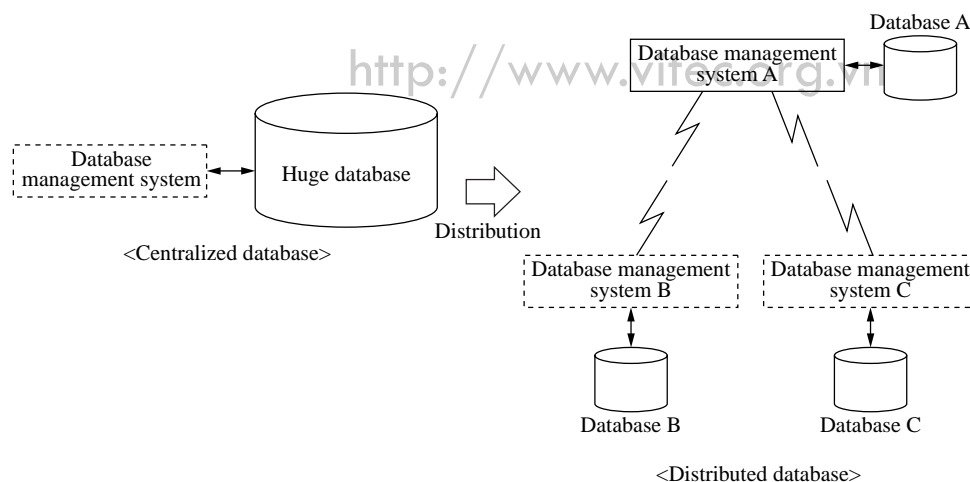 Database
management system
Huge database
<Centralized database>
Distribution
http://www.vitec.org.vn
Database A
Database management
system A
Database management
system B
Database management
system C
Database B
Database C
<Distributed database>